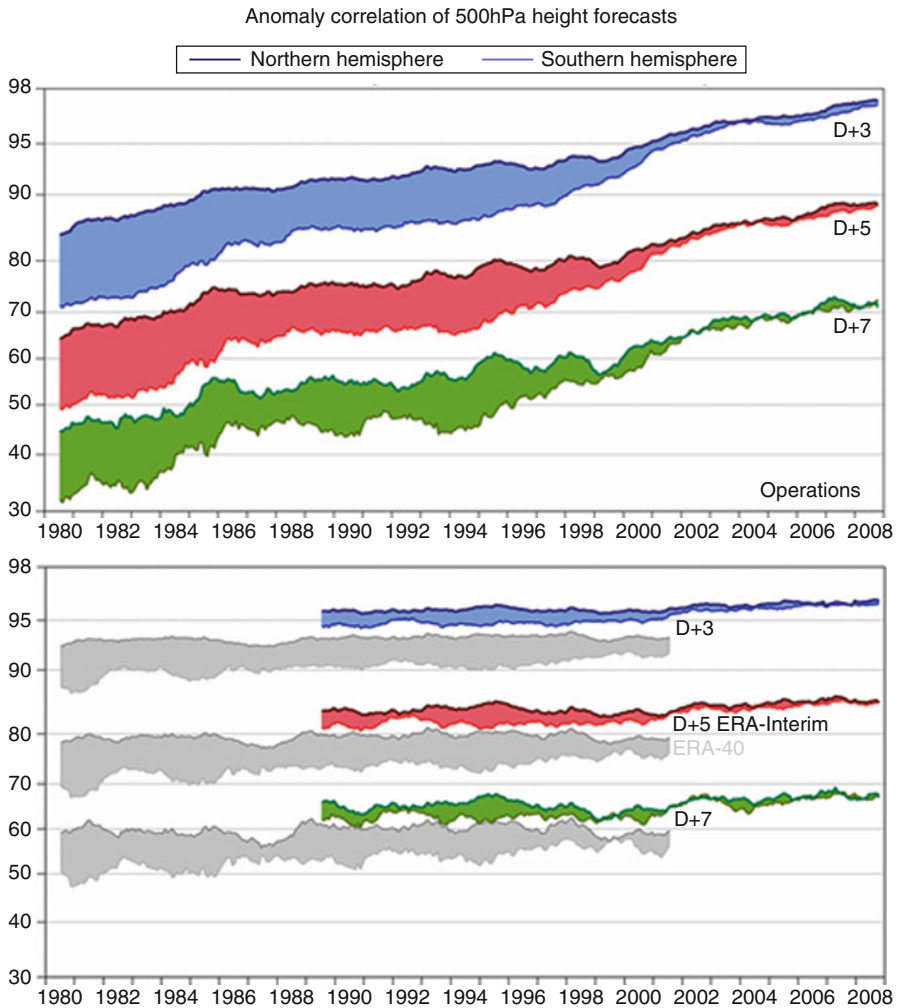 Anomaly correlation of 500hPa height forecasts
Northern hemisphere Southern hemisphere
98
95
90
80
70
60
50
40
30
D+3
D+5
D+7
Operations
1980 1982 1984 1986 1988 1990 1992 1994 1996 1998 2000 2002 2004 2006 2008
98
95
90
80
70
60
50
40
30
D+3
D+5 ERA-Interim
ERA-40
D+7
1980 1982 1984 1986 1988 1990 1992 1994 1996 1998 2000 2002 2004 2006 2008